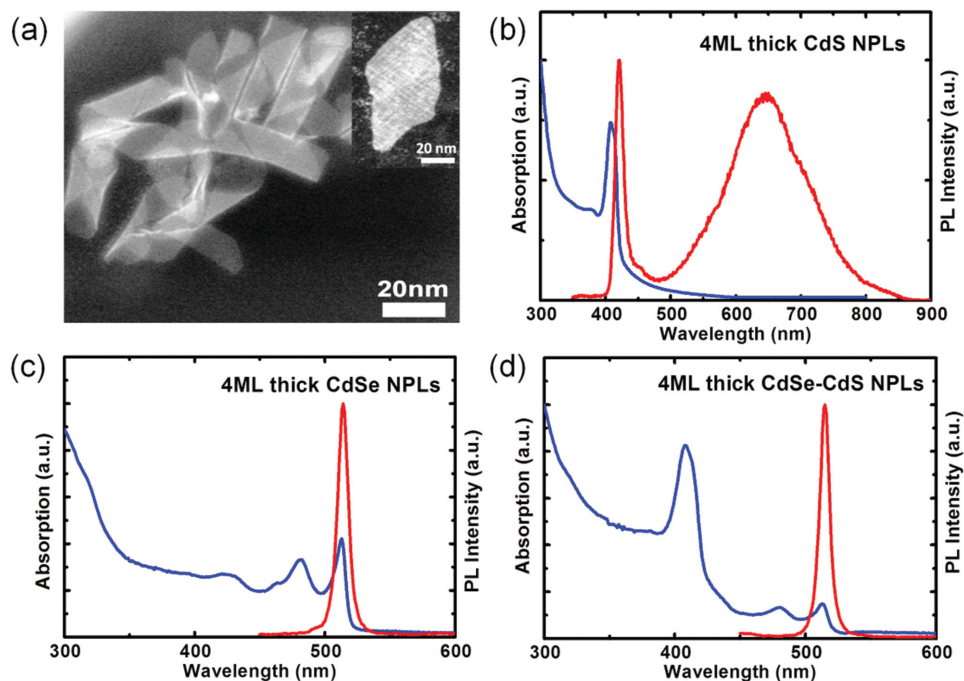 (a)
20 nm
20nm
(b)
4ML thick CdS NPLs
Absorption (a.u.)
PL Intensity (a.u.)
300 400 500 600 700 800 900
Wavelength (nm)
(c)
4ML thick CdSe NPLs
Absorption (a.u.)
PL Intensity (a.u.)
300 400 500 600
Wavelength (nm)
(d)
4ML thick CdSe-CdS NPLs
Absorption (a.u.)
PL Intensity (a.u.)
300 400 500 600
Wavelength (nm)